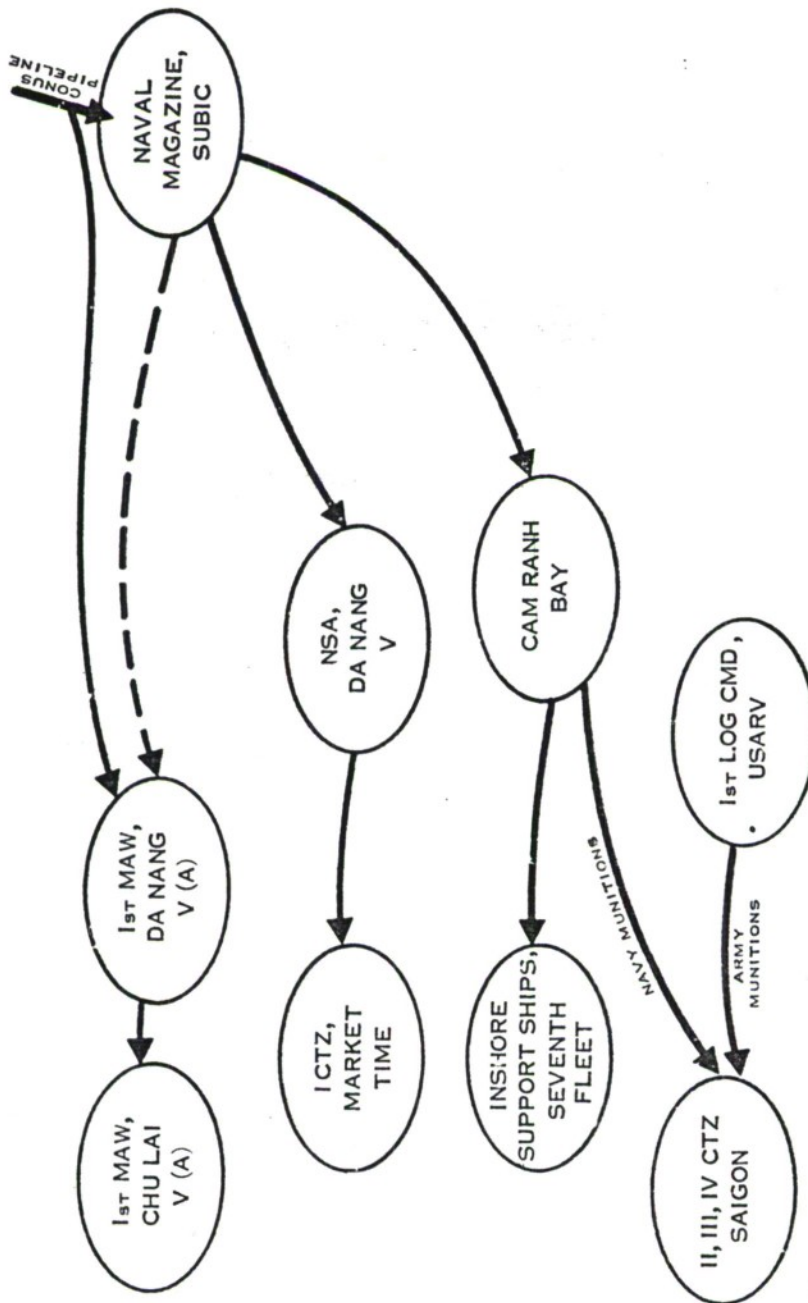 CONUS
PIPELINE
NAVAL
MAGAZINE,
SUBIC
1ST MAW,
DA NANG
V (A)
1ST MAW,
CHU LAI
V (A)
NSA,
DA NANG
V
I CTZ,
MARKET
TIME
CAM RANH
BAY
INSHORE
SUPPORT SHIPS,
SEVENTH
FLEET
NAVY MUNITIONS
1ST LOG CMD,
USARV
ARMY
MUNITIONS
II, III, IV CTZ
SAIGON